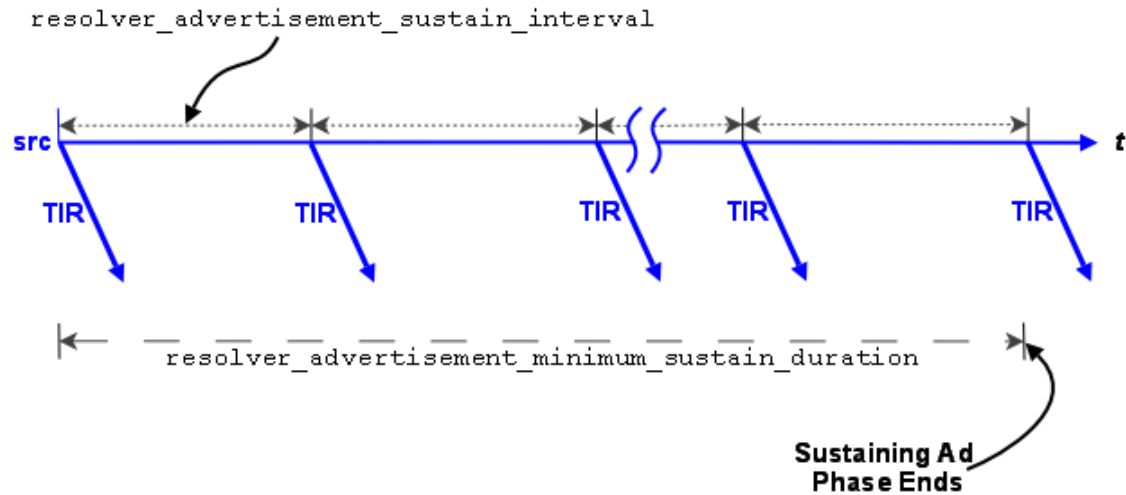 resolver_advertisement_sustain_interval
src
t
TIR
TIR
TIR
TIR
TIR
resolver_advertisement_minimum_sustain_duration
Sustaining Ad
Phase Ends